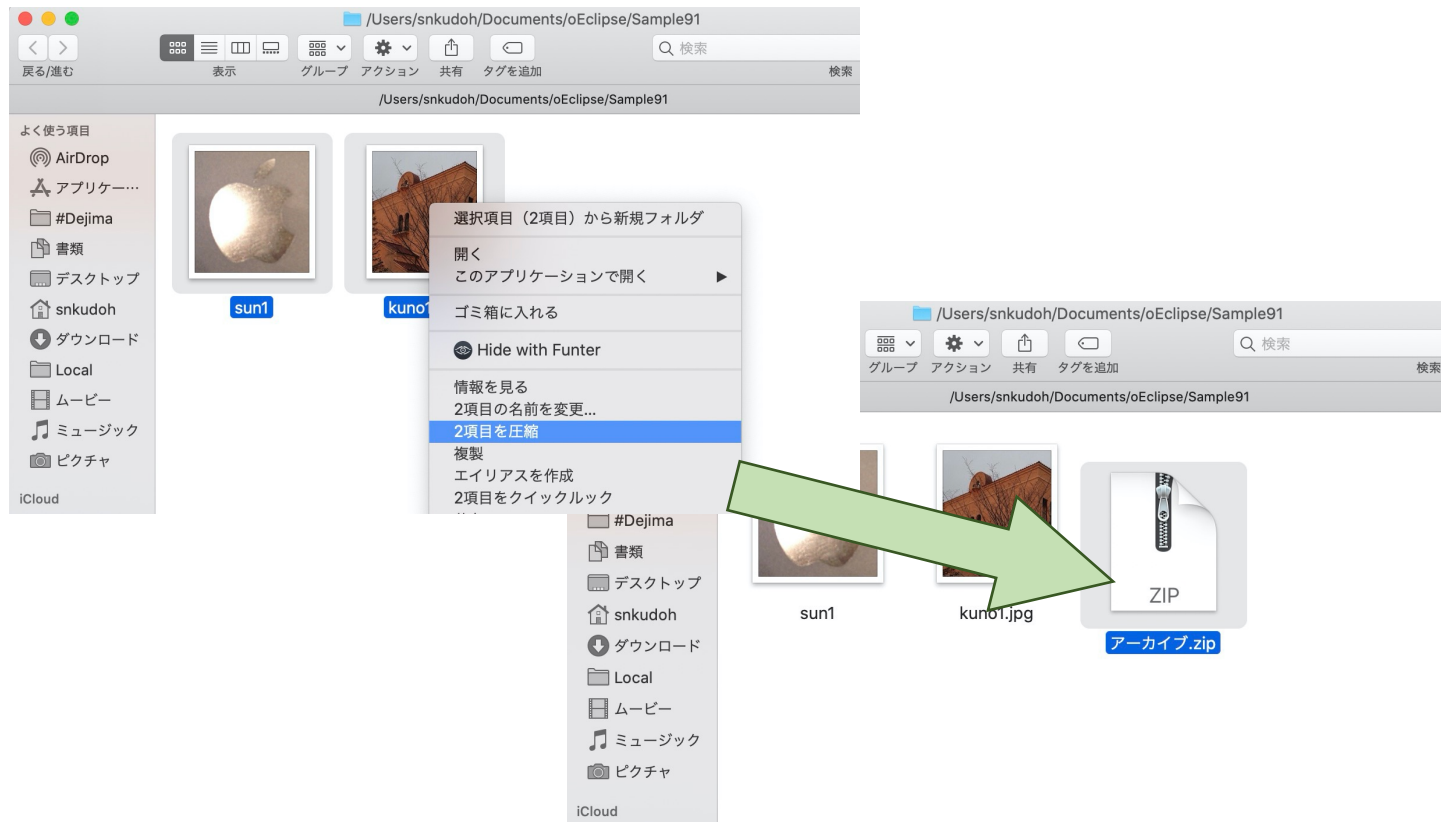 /Users/snkudoh/Documents/oEclipse/Sample91
検索
戻る/進む
表示
グループ
アクション
共有
タグを追加
検索
/Users/snkudoh/Documents/oEclipse/Sample91
よく使う項目
AirDrop
アプリケー…
#Dejima
書類
デスクトップ
snkudoh
ダウンロード
Local
ムービー
ミュージック
ピクチャ
iCloud
sun1
kuno1
選択項目（2項目）から新規フォルダ
開く
このアプリケーションで開く
ゴミ箱に入れる
Hide with Funter
情報を見る
2項目の名前を変更...
2項目を圧縮
複製
エイリアスを作成
2項目をクイックルック
/Users/snkudoh/Documents/oEclipse/Sample91
検索
グループ
アクション
共有
タグを追加
検索
/Users/snkudoh/Documents/oEclipse/Sample91
#Dejima
書類
デスクトップ
snkudoh
ダウンロード
Local
ムービー
ミュージック
ピクチャ
iCloud
sun1
kuno1.jpg
ZIP
アーカイブ.zip